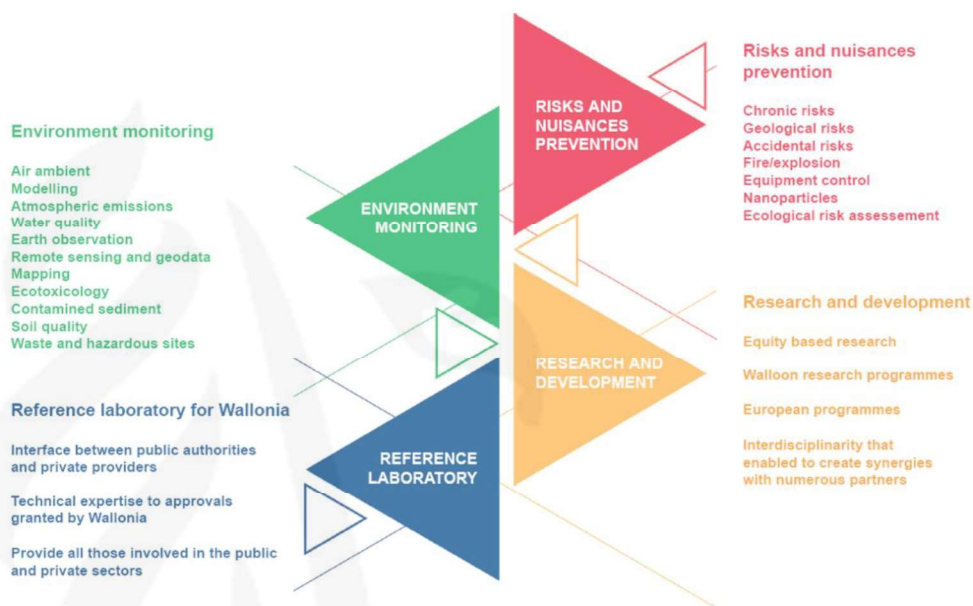 Environment monitoring
Air ambient
Modelling
Atmospheric emissions
Water quality
Earth observation
Remote sensing and geodata
Mapping
Ecotoxicology
Contamined sediment
Soil quality
Waste and hazardous sites
Reference laboratory for Wallonia
Interface between public authorities
and private providers
Technical expertise to approvals
granted by Wallonia
Provide all those involved in the public
and private sectors
RISKS AND
NUISANCES
PREVENTION
ENVIRONMENT
MONITORING
RESEARCH AND
DEVELOPMENT
REFERENCE
LABORATORY
Risks and nuisances
prevention
Chronic risks
Geological risks
Accidental risks
Fire/explosion
Equipment control
Nanoparticles
Ecological risk assessement
Research and development
Equity based research
Walloon research programmes
European programmes
Interdisciplinarity that
enabled to create synergies
with numerous partners